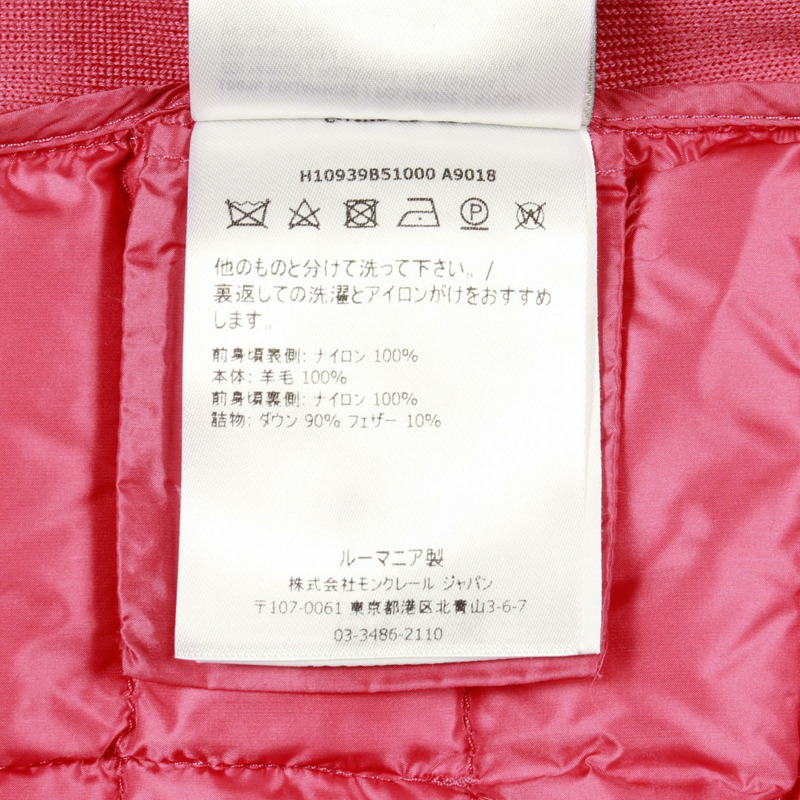 H10939B51000 A9018
他のものと分けて洗って下さい。/
裏返しての洗濯とアイロンがけをおすすめ
します。
前身頃表側: ナイロン 100%
本体: 羊毛 100%
前身頃裏側: ナイロン 100%
詰物: ダウン 90% フェザー 10%
ルーマニア製
株式会社モンクレール ジャパン
〒107-0061 東京都港区北青山3-6-7
03-3486-2110